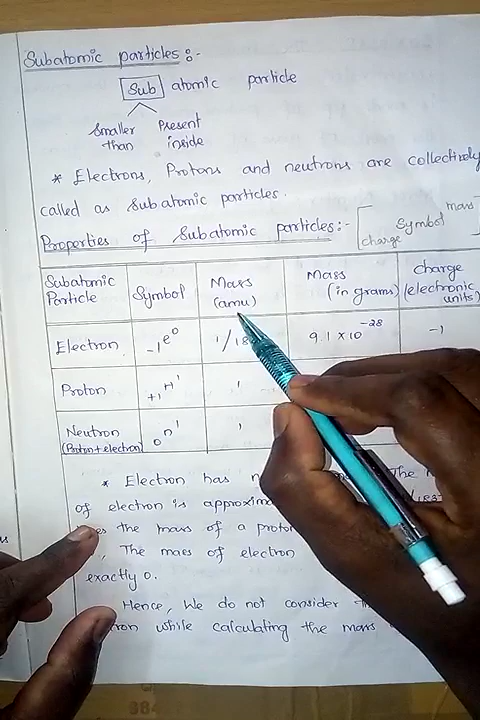 Subatomic particles :-
Sub atomic particle
Smaller than Present inside
* Electrons, Protons and neutrons are collectively
called as Subatomic particles.
Properties of Subatomic particles:- [charge Symbol mass]
Subatomic Particle Symbol Mass (amu) Mass (in grams) charge (electronic units)
Electron ₋₁e⁰ 9.1 x 10⁻²⁸ -1
Proton ₊₁H¹ 1
Neutron (Proton + electron) ₀n¹ 1
* Electron has The
of electron is
the mass of a
The maes of electron
exactly 0.
Hence, We do not consider
while calculating the mass